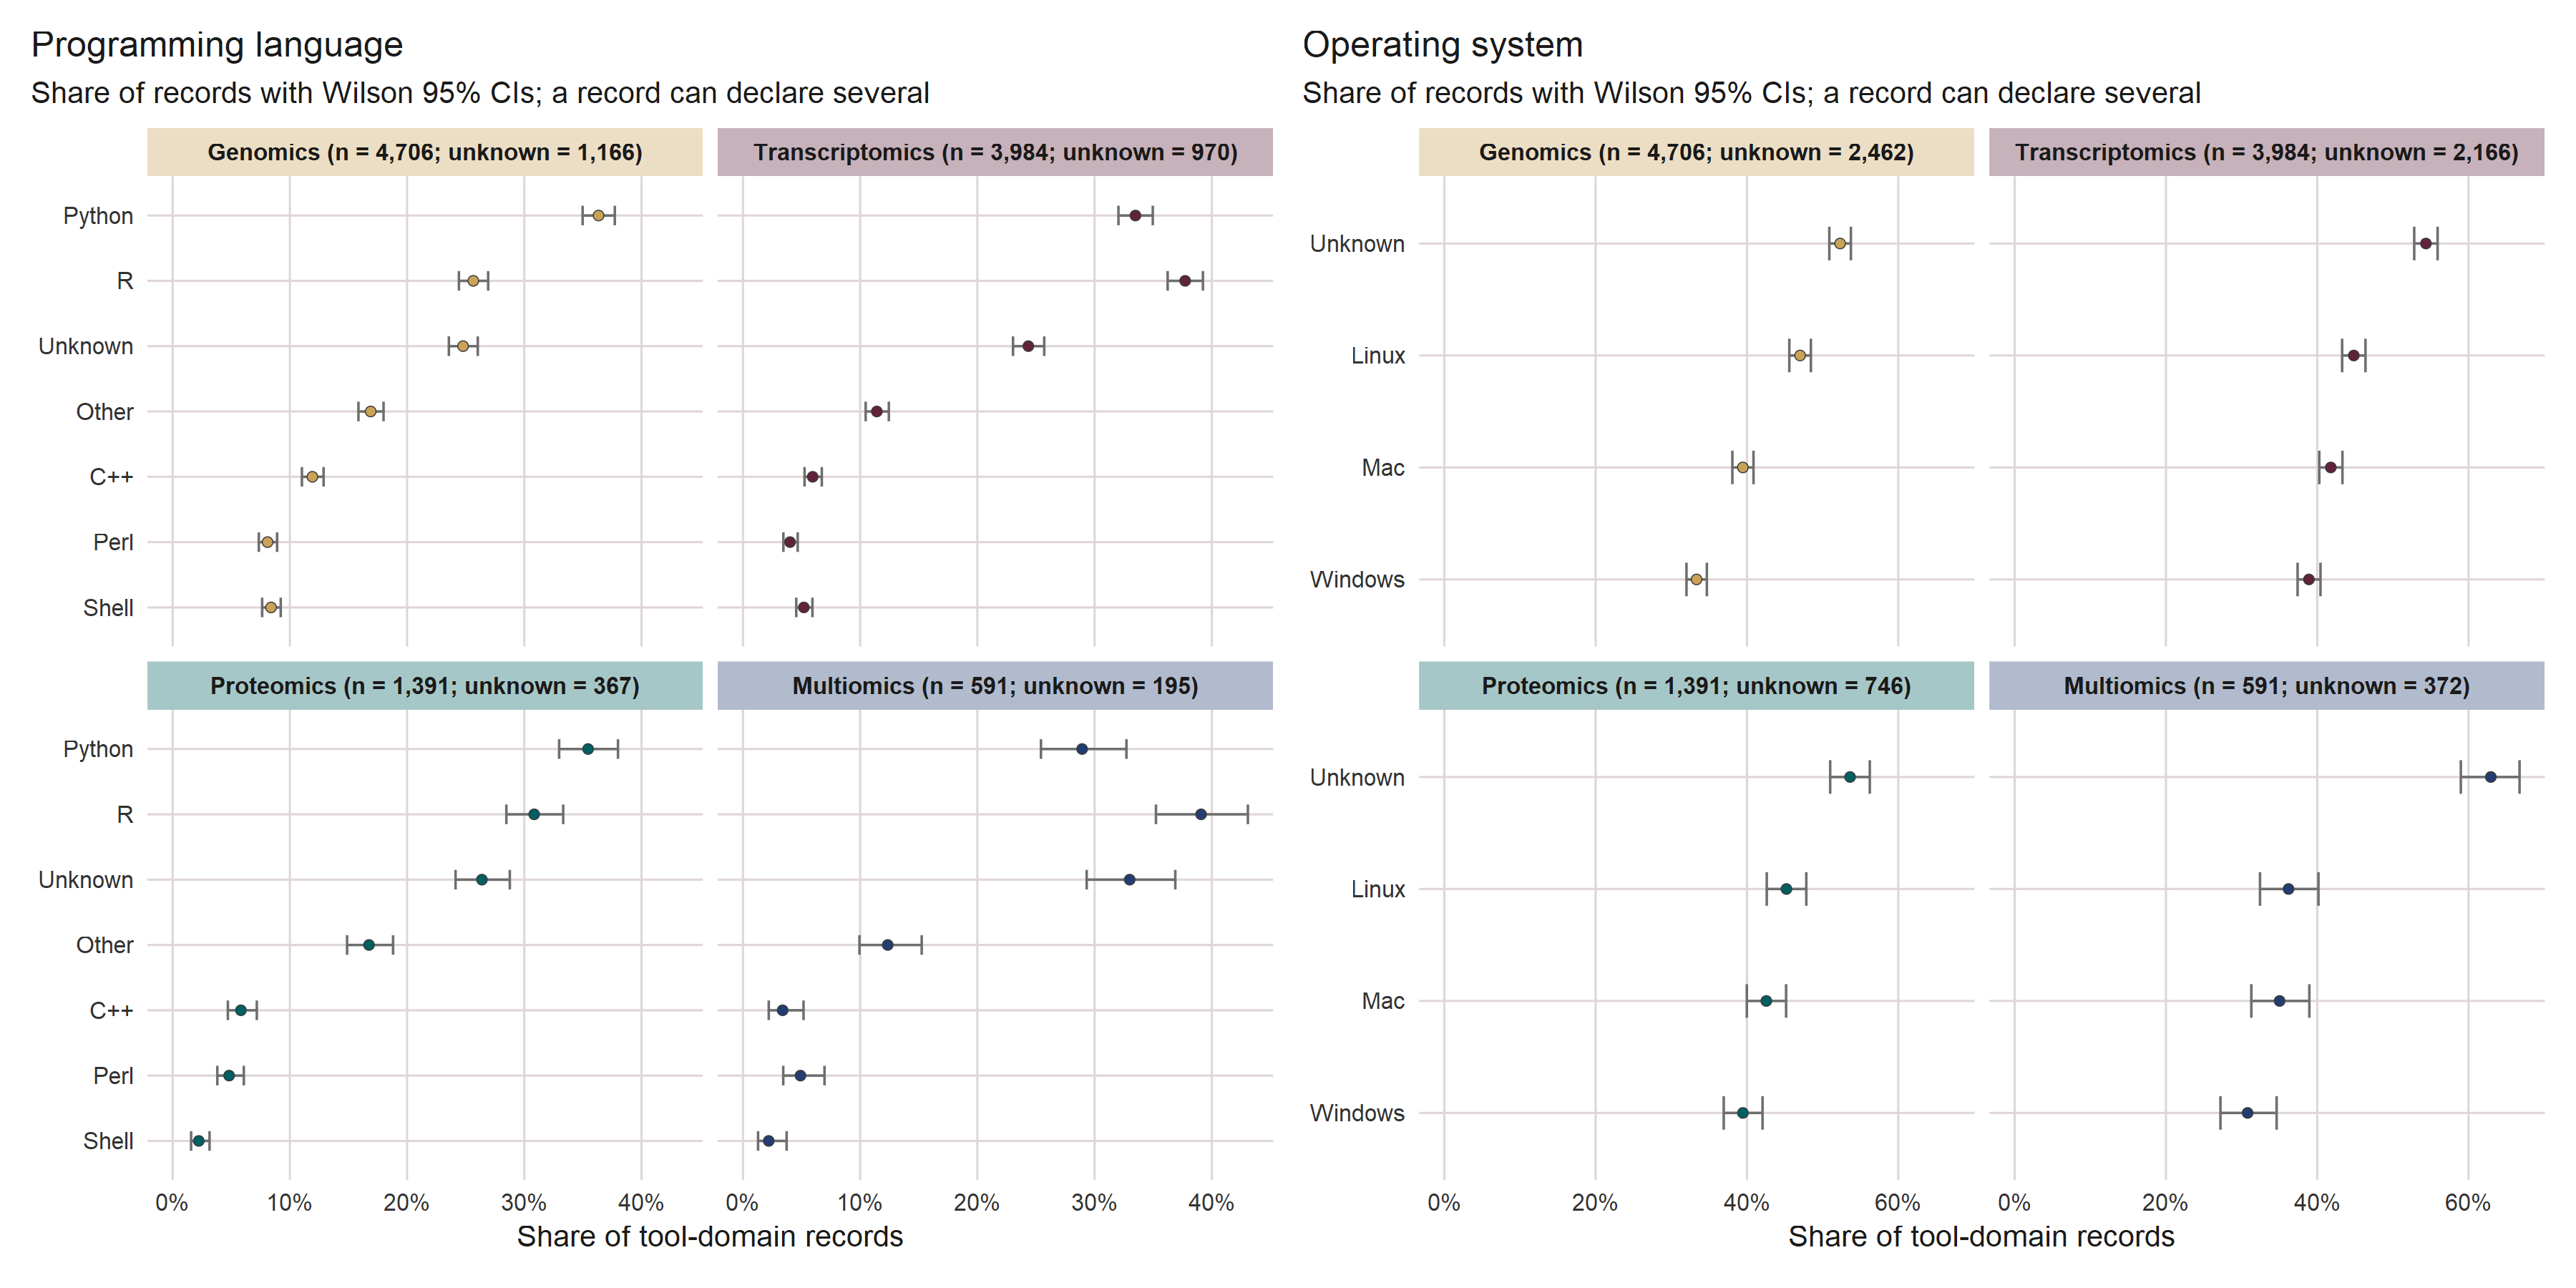 Programming language
Share of records with Wilson 95% CIs; a record can declare several
Genomics (n = 4,706; unknown = 1,166)
Transcriptomics (n = 3,984; unknown = 970)
Python
R
Unknown
Other
C++
Perl
Shell
Proteomics (n = 1,391; unknown = 367)
Multiomics (n = 591; unknown = 195)
Python
R
Unknown
Other
C++
Perl
Shell
0% 10% 20% 30% 40%
0% 10% 20% 30% 40%
Share of tool-domain records
Operating system
Share of records with Wilson 95% CIs; a record can declare several
Genomics (n = 4,706; unknown = 2,462)
Transcriptomics (n = 3,984; unknown = 2,166)
Unknown
Linux
Mac
Windows
Proteomics (n = 1,391; unknown = 746)
Multiomics (n = 591; unknown = 372)
Unknown
Linux
Mac
Windows
0% 20% 40% 60%
0% 20% 40% 60%
Share of tool-domain records